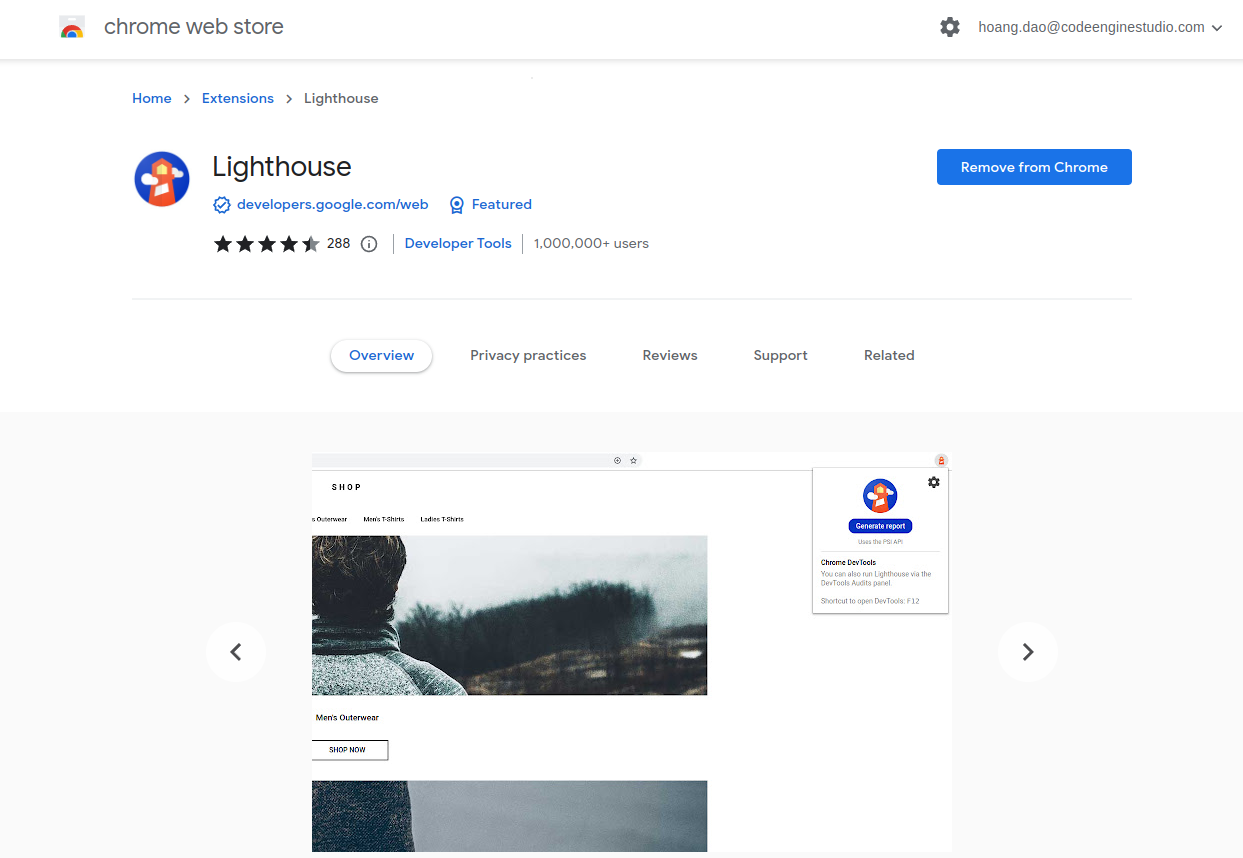 chrome web store
hoang.dao@codeenginestudio.com
Home > Extensions > Lighthouse
Lighthouse
Remove from Chrome
developers.google.com/web Featured
288 Developer Tools 1,000,000+ users
Overview Privacy practices Reviews Support Related
SHOP
s Outerwear Men's T-Shirts Ladies T-Shirts
Generate report
Uses the PSI API
Chrome DevTools
You can also run Lighthouse via the
DevTools Audits panel.
Shortcut to open DevTools: F12
Men's Outerwear
SHOP NOW